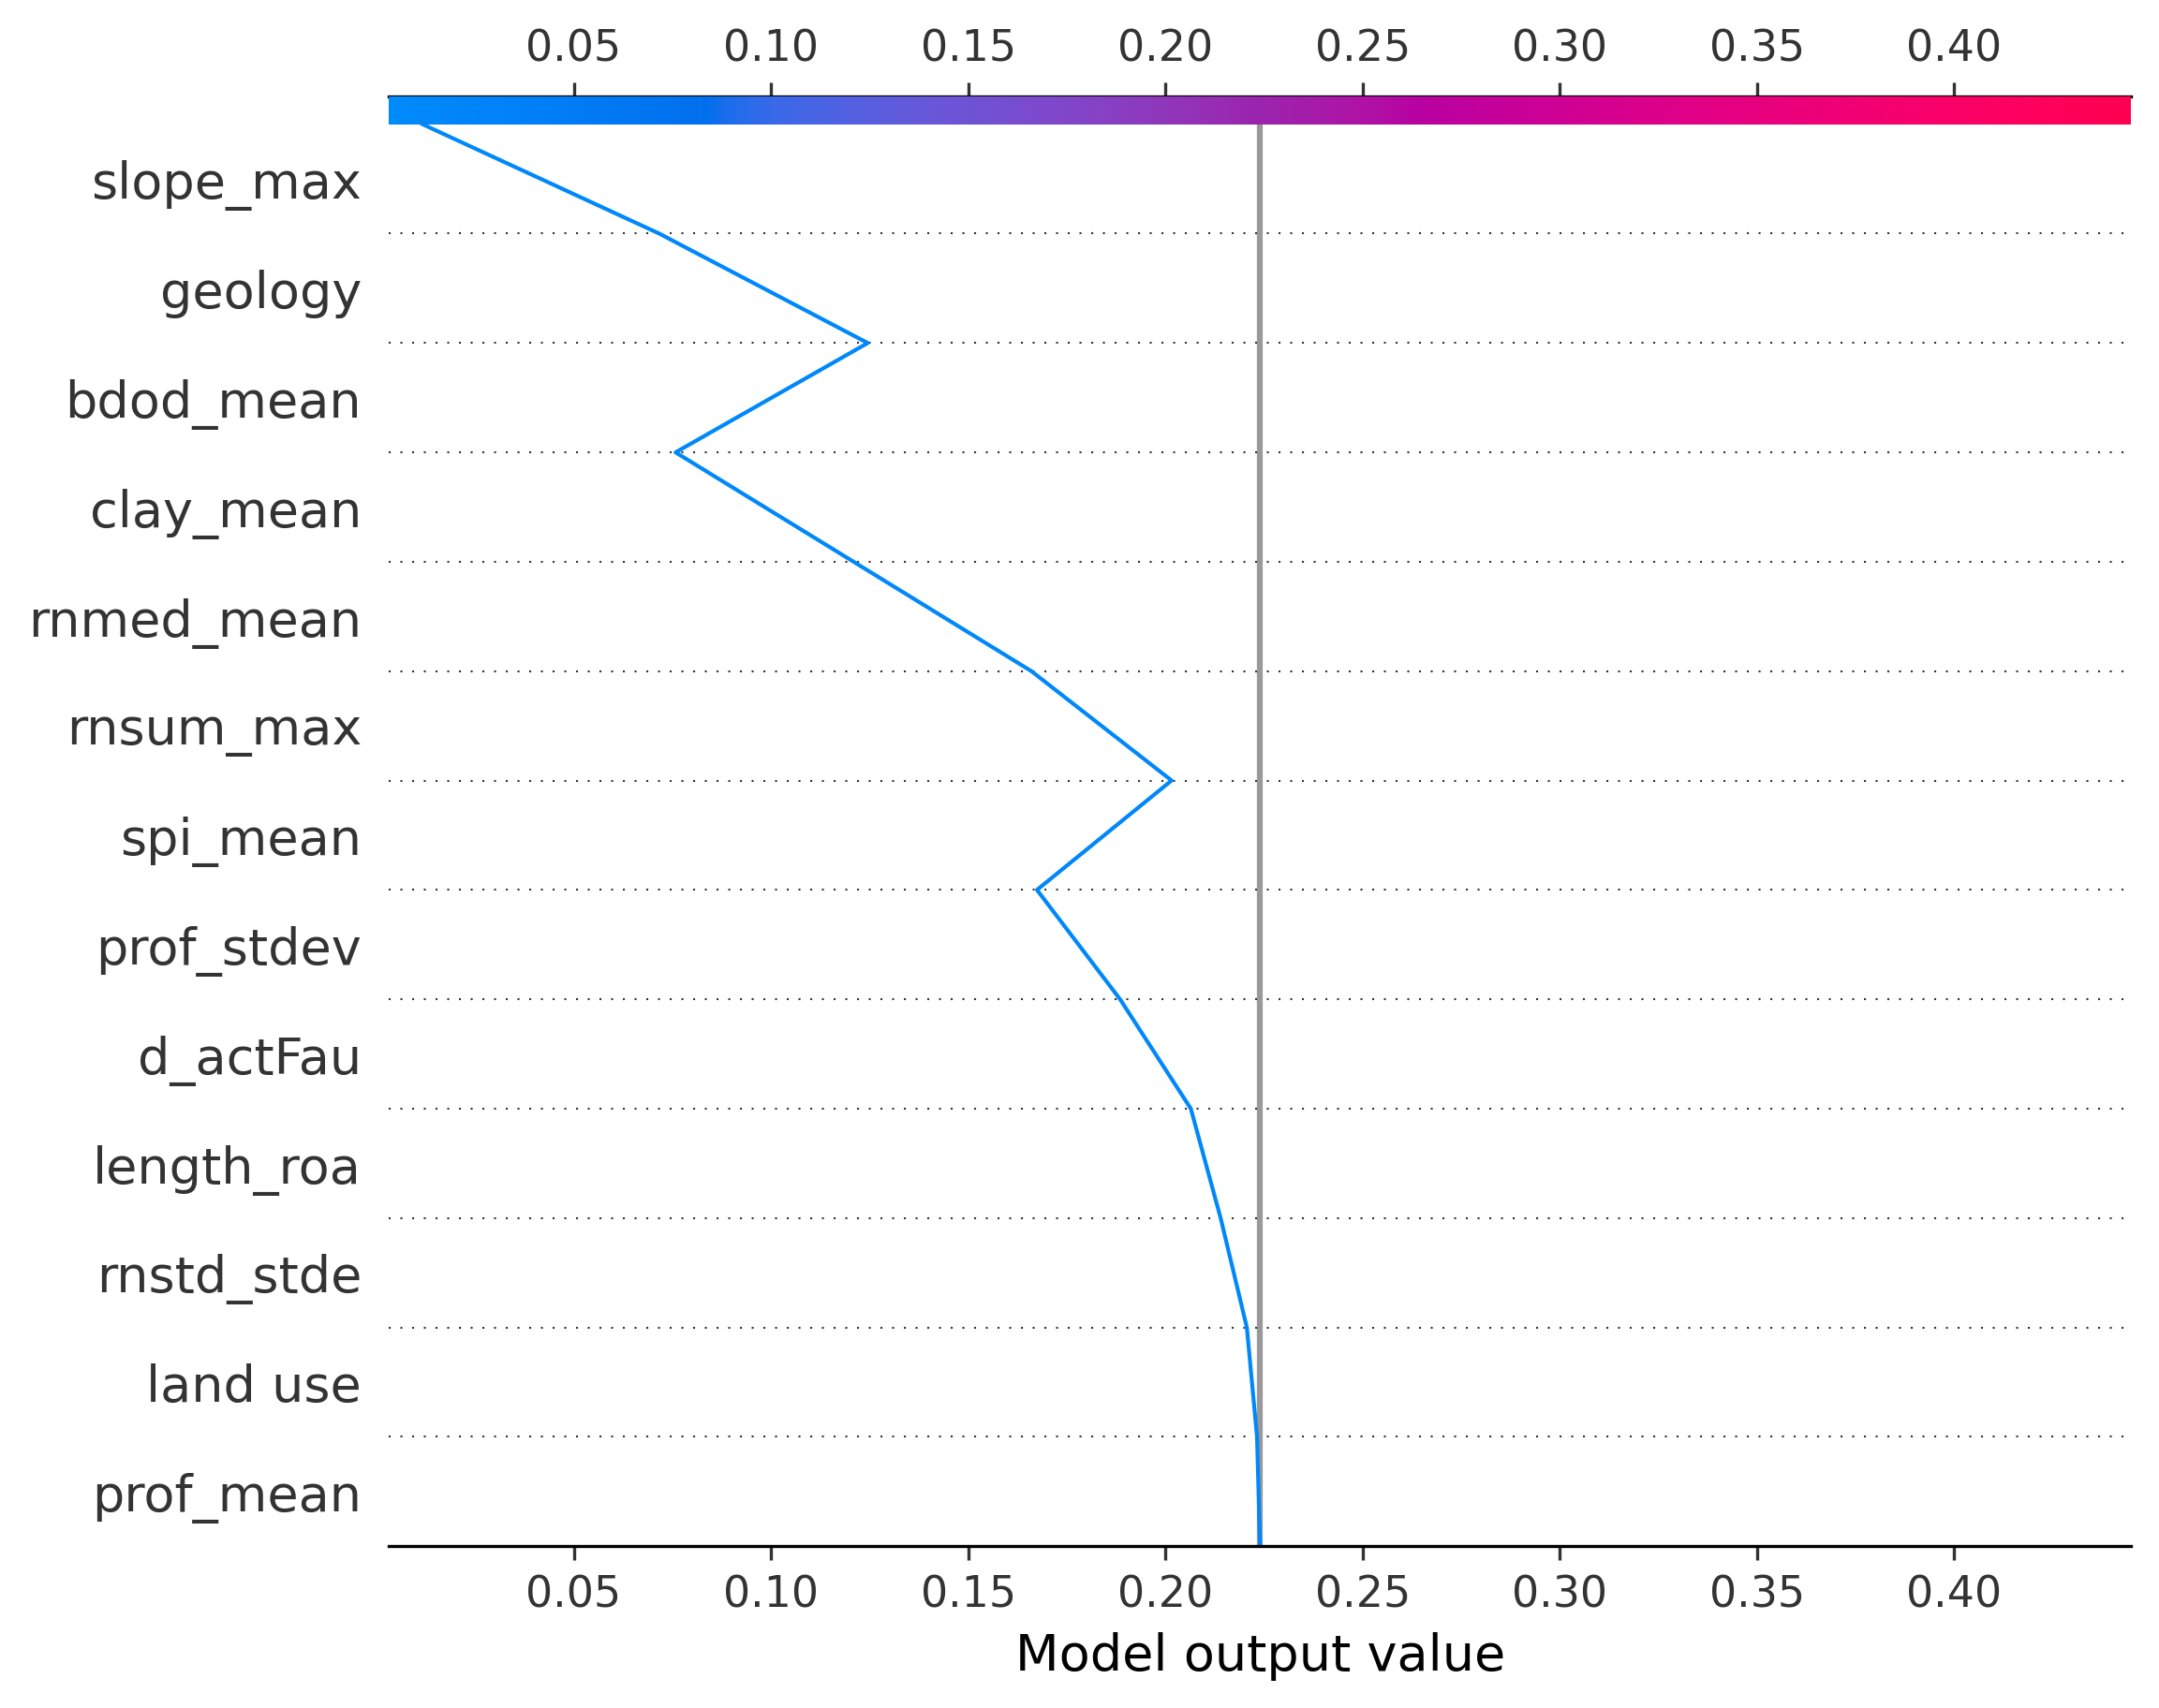 0.05 0.10 0.15 0.20 0.25 0.30 0.35 0.40
slope_max
geology
bdod_mean
clay_mean
rnmed_mean
rnsum_max
spi_mean
prof_stdev
d_actFau
length_roa
rnstd_stde
land use
prof_mean
0.05 0.10 0.15 0.20 0.25 0.30 0.35 0.40
Model output value